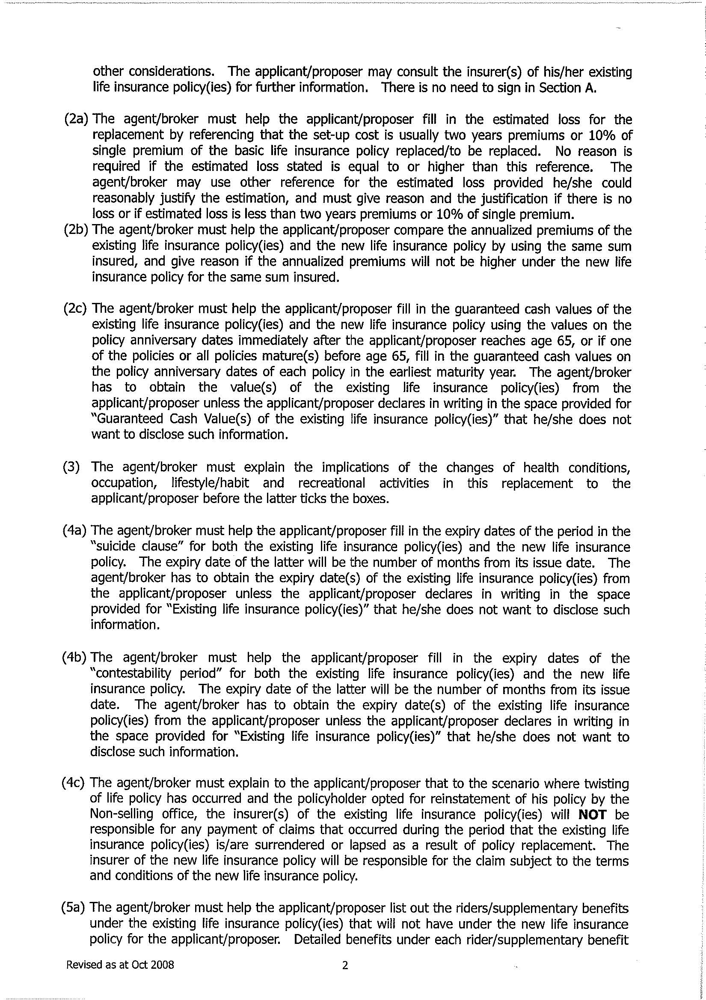 other considerations. The applicant/proposer may consult the insurer(s) of his/her existing
life insurance policy(ies) for further information. There is no need to sign in Section A.
(2a) The agent/broker must help the applicant/proposer fill in the estimated loss for the
replacement by referencing that the set-up cost is usually two years premiums or 10% of
single premium of the basic life insurance policy replaced/to be replaced. No reason is
required if the estimated loss stated is equal to or higher than this reference. The
agent/broker may use other reference for the estimated loss provided he/she could
reasonably justify the estimation, and must give reason and the justification if there is no
loss or if estimated loss is less than two years premiums or 10% of single premium.
(2b) The agent/broker must help the applicant/proposer compare the annualized premiums of the
existing life insurance policy(ies) and the new life insurance policy by using the same sum
insured, and give reason if the annualized premiums will not be higher under the new life
insurance policy for the same sum insured.
(2c) The agent/broker must help the applicant/proposer fill in the guaranteed cash values of the
existing life insurance policy(ies) and the new life insurance policy using the values on the
policy anniversary dates immediately after the applicant/proposer reaches age 65, or if one
of the policies or all policies mature(s) before age 65, fill in the guaranteed cash values on
the policy anniversary dates of each policy in the earliest maturity year. The agent/broker
has to obtain the value(s) of the existing life insurance policy(ies) from the
applicant/proposer unless the applicant/proposer declares in writing in the space provided for
"Guaranteed Cash Value(s) of the existing life insurance policy(ies)" that he/she does not
want to disclose such information.
(3) The agent/broker must explain the implications of the changes of health conditions,
occupation, lifestyle/habit and recreational activities in this replacement to the
applicant/proposer before the latter ticks the boxes.
(4a) The agent/broker must help the applicant/proposer fill in the expiry dates of the period in the
"suicide clause" for both the existing life insurance policy(ies) and the new life insurance
policy. The expiry date of the latter will be the number of months from its issue date. The
agent/broker has to obtain the expiry date(s) of the existing life insurance policy(ies) from
the applicant/proposer unless the applicant/proposer declares in writing in the space
provided for "Existing life insurance policy(ies)" that he/she does not want to disclose such
information.
(4b) The agent/broker must help the applicant/proposer fill in the expiry dates of the
"contestability period" for both the existing life insurance policy(ies) and the new life
insurance policy. The expiry date of the latter will be the number of months from its issue
date. The agent/broker has to obtain the expiry date(s) of the existing life insurance
policy(ies) from the applicant/proposer unless the applicant/proposer declares in writing in
the space provided for "Existing life insurance policy(ies)" that he/she does not want to
disclose such information.
(4c) The agent/broker must explain to the applicant/proposer that to the scenario where twisting
of life policy has occurred and the policyholder opted for reinstatement of his policy by the
Non-selling office, the insurer(s) of the existing life insurance policy(ies) will NOT be
responsible for any payment of claims that occurred during the period that the existing life
insurance policy(ies) is/are surrendered or lapsed as a result of policy replacement. The
insurer of the new life insurance policy will be responsible for the claim subject to the terms
and conditions of the new life insurance policy.
(5a) The agent/broker must help the applicant/proposer list out the riders/supplementary benefits
under the existing life insurance policy(ies) that will not have under the new life insurance
policy for the applicant/proposer. Detailed benefits under each rider/supplementary benefit
Revised as at Oct 2008 2